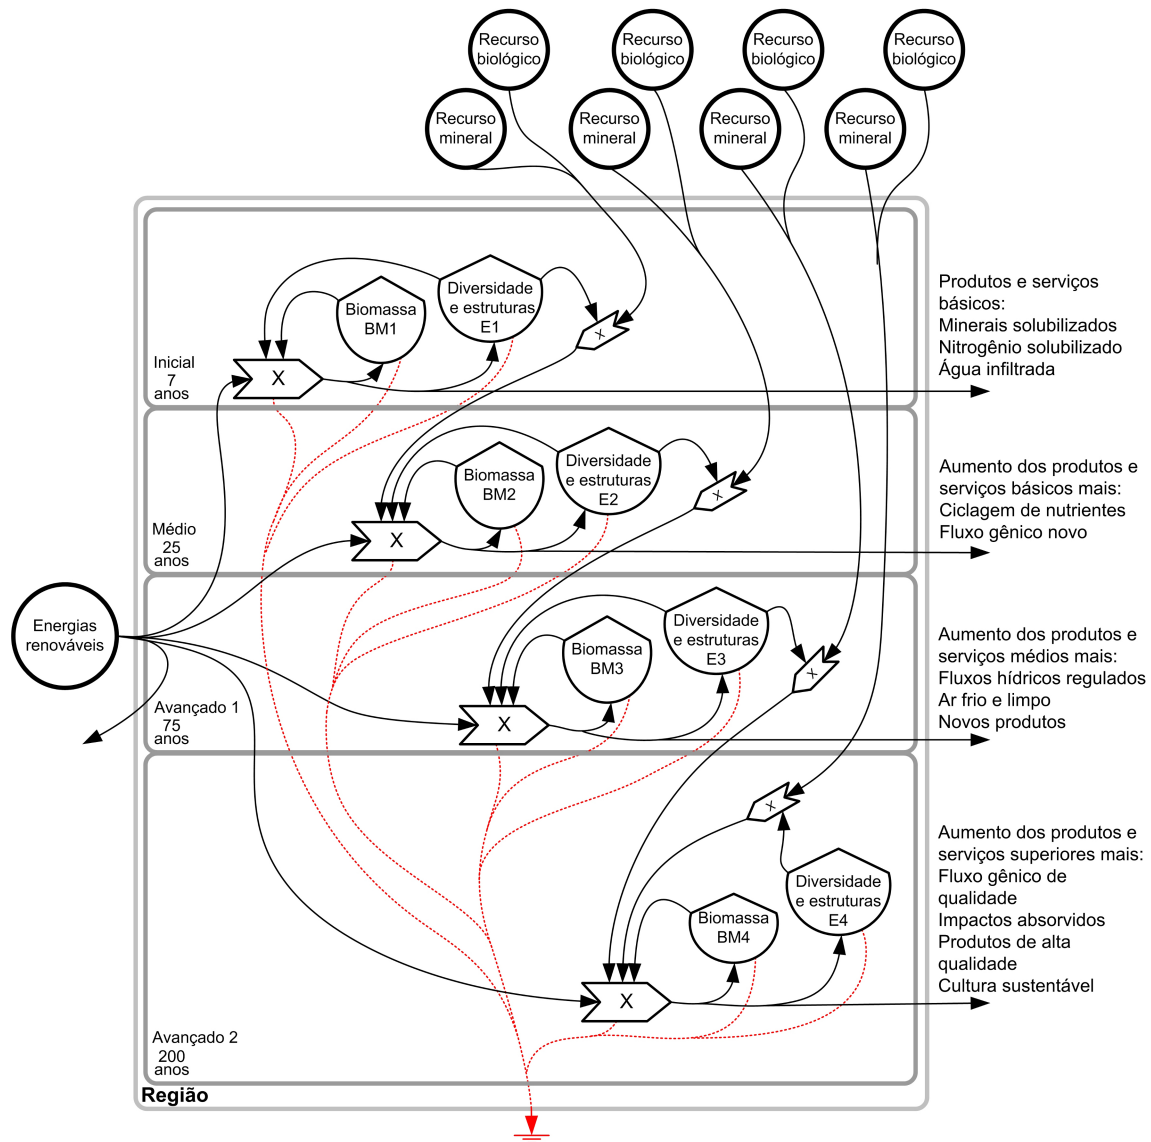 Recurso
biológico
Recurso
biológico
Recurso
biológico
Recurso
biológico
Recurso
mineral
Recurso
mineral
Recurso
mineral
Recurso
mineral
Diversidade
e estruturas
E1
Biomassa
BM1
X
X
Inicial
7
anos
Produtos e serviços
básicos:
Minerais solubilizados
Nitrogênio solubilizado
Água infiltrada
Diversidade
e estruturas
E2
Biomassa
BM2
X
X
Médio
25
anos
Aumento dos produtos e
serviços básicos mais:
Ciclagem de nutrientes
Fluxo gênico novo
Energias
renováveis
Diversidade
e estruturas
E3
Biomassa
BM3
X
X
Avançado 1
75
anos
Aumento dos produtos e
serviços médios mais:
Fluxos hídricos regulados
Ar frio e limpo
Novos produtos
X
Diversidade
e estruturas
E4
Biomassa
BM4
X
Avançado 2
200
anos
Aumento dos produtos e
serviços superiores mais:
Fluxo gênico de
qualidade
Impactos absorvidos
Produtos de alta
qualidade
Cultura sustentável
Região